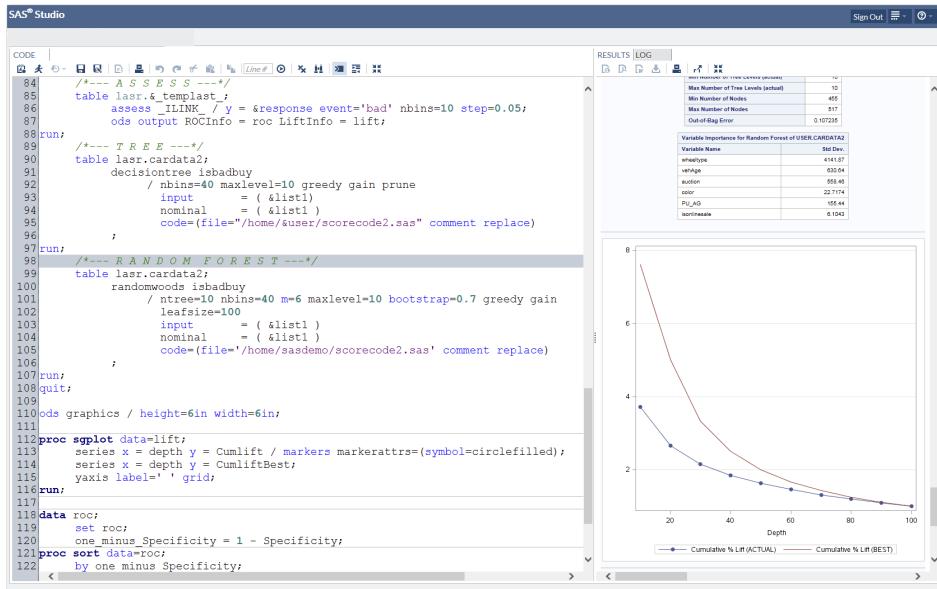 SAS® Studio
Sign Out
CODE
Line #
84 /*--- A S S E S S ---*/
85 table lasr.&_templast_;
86 assess _ILINK_ / y = &response event='bad' nbins=10 step=0.05;
87 ods output ROCInfo = roc LiftInfo = lift;
88 run;
89 /*--- T R E E ---*/
90 table lasr.cardata2;
91 decisiontree isbadbuy
92 / nbins=40 maxlevel=10 greedy gain prune
93 input = ( &list1)
94 nominal = ( &list1 )
95 code=(file="/home/&user/scorecode2.sas" comment replace)
96 ;
97 run;
98 /*--- R A N D O M  F O R E S T ---*/
99 table lasr.cardata2;
100 randomwoods isbadbuy
101 / ntree=10 nbins=40 m=6 maxlevel=10 bootstrap=0.7 greedy gain
102 leafsize=100
103 input = ( &list1 )
104 nominal = ( &list1 )
105 code=(file='/home/sasdemo/scorecode2.sas' comment replace)
106 ;
107 run;
108 quit;
109
110 ods graphics / height=6in width=6in;
111
112 proc sgplot data=lift;
113 series x = depth y = Cumlift / markers markerattrs=(symbol=circlefilled);
114 series x = depth y = CumliftBest;
115 yaxis label=' ' grid;
116 run;
117
118 data roc;
119 set roc;
120 one_minus_Specificity = 1 - Specificity;
121 proc sort data=roc;
122 by one_minus_Specificity;
RESULTS LOG
Min Number of Tree Levels (actual) 10
Max Number of Tree Levels (actual) 10
Min Number of Nodes 455
Max Number of Nodes 517
Out-of-Bag Error 0.107235
Variable Importance for Random Forest of USER.CARDATA2
Variable Name Std Dev.
wheeltype 4141.87
vehAge 630.64
auction 558.46
color 22.7174
PU_AG 155.44
isonlinesale 6.1043
8
6
4
2
20 40 60 80 100
Depth
Cumulative % Lift (ACTUAL) Cumulative % Lift (BEST)